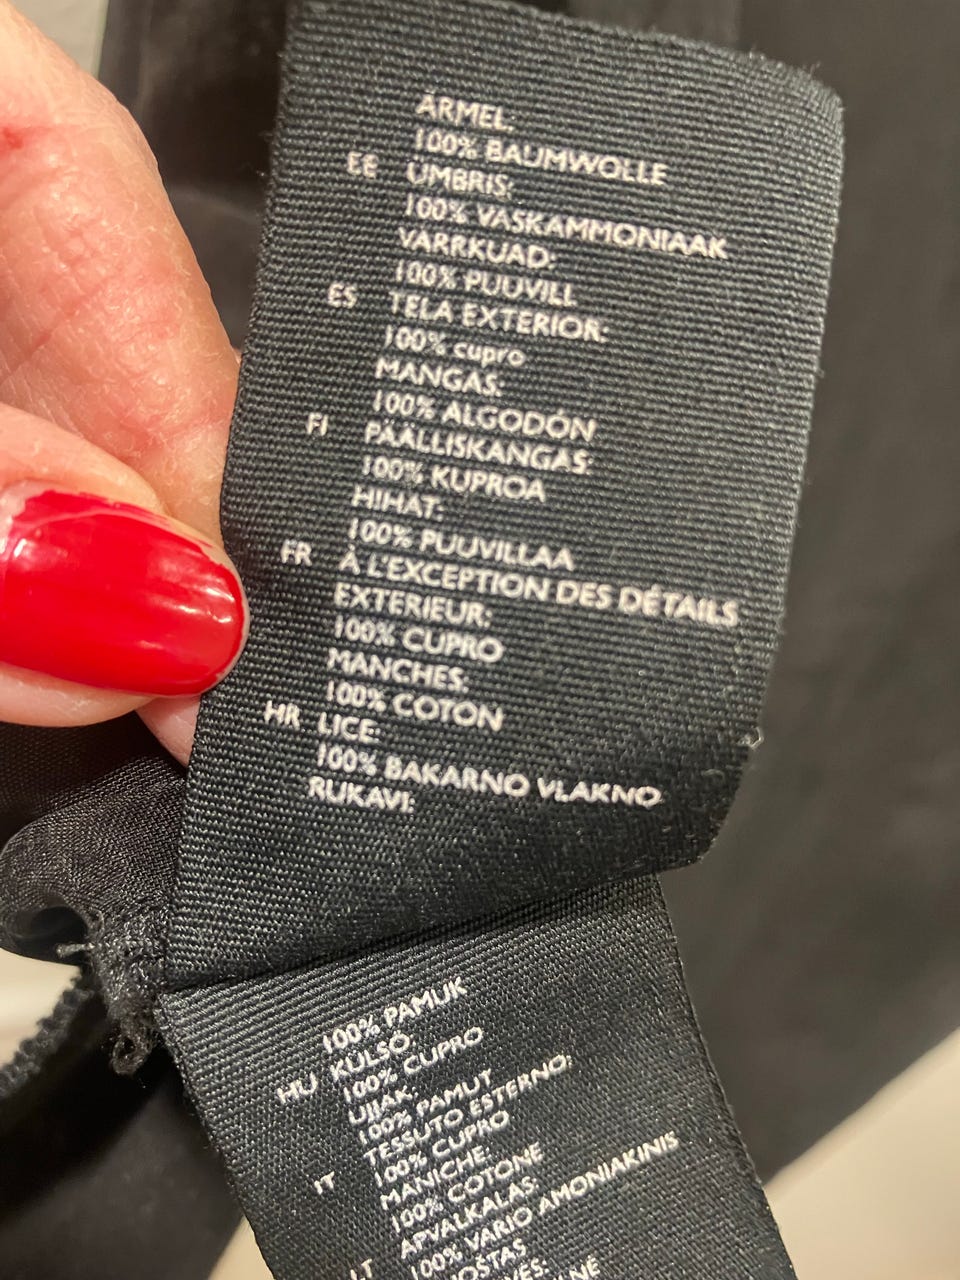 ÄRMEL:
100% BAUMWOLLE
EE ÜMBRIS:
100% VASKAMMONIAAK
VARRKUAD:
100% PUUVILL
ES TELA EXTERIOR:
100% cupro
MANGAS:
100% ALGODÓN
FI PÄÄLLISKANGAS:
100% KUPROA
HIHAT:
100% PUUVILLAA
FR À L'EXCEPTION DES DÉTAILS
EXTERIEUR:
100% CUPRO
MANCHES:
100% COTON
HR LICE:
100% BAKARNO VLAKNO
RUKAVI:
100% PAMUK
HU KÜLSŐ
100% CUPRO
UJJAK:
100% PAMUT
IT TESSUTO ESTERNO:
100% CUPRO
MANICHE:
100% COTONE
LT APVALKALAS:
100% VARIO AMONIAKINIS